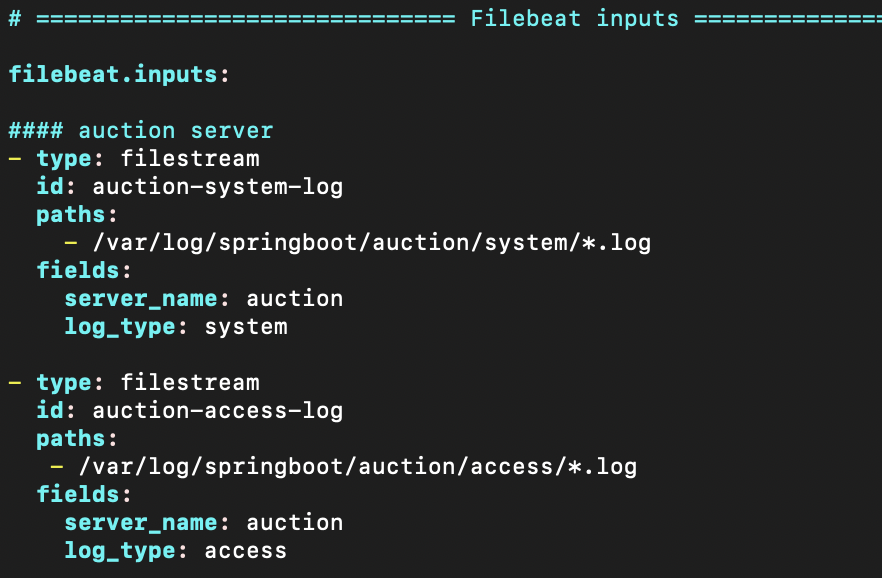 # ============================== Filebeat inputs ==============
filebeat.inputs:
#### auction server
- type: filestream
  id: auction-system-log
  paths:
    - /var/log/springboot/auction/system/*.log
  fields:
    server_name: auction
    log_type: system
- type: filestream
  id: auction-access-log
  paths:
   - /var/log/springboot/auction/access/*.log
  fields:
    server_name: auction
    log_type: access